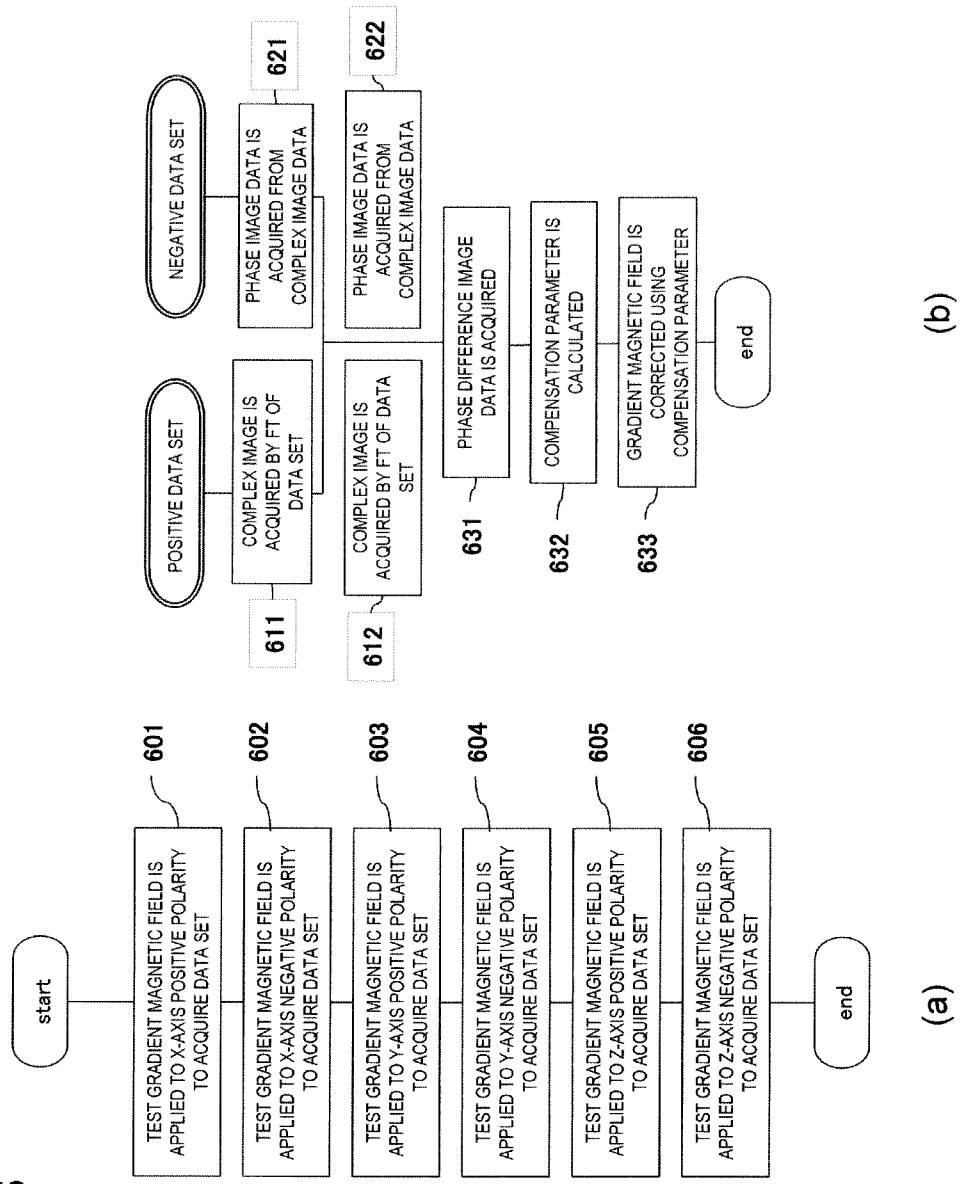 start
TEST GRADIENT MAGNETIC FIELD IS
APPLIED TO X-AXIS POSITIVE POLARITY
TO ACQUIRE DATA SET
601
TEST GRADIENT MAGNETIC FIELD IS
APPLIED TO X-AXIS NEGATIVE POLARITY
TO ACQUIRE DATA SET
602
TEST GRADIENT MAGNETIC FIELD IS
APPLIED TO Y-AXIS POSITIVE POLARITY
TO ACQUIRE DATA SET
603
TEST GRADIENT MAGNETIC FIELD IS
APPLIED TO Y-AXIS NEGATIVE POLARITY
TO ACQUIRE DATA SET
604
TEST GRADIENT MAGNETIC FIELD IS
APPLIED TO Z-AXIS POSITIVE POLARITY
TO ACQUIRE DATA SET
605
TEST GRADIENT MAGNETIC FIELD IS
APPLIED TO Z-AXIS NEGATIVE POLARITY
TO ACQUIRE DATA SET
606
end
(a)
POSITIVE DATA SET
NEGATIVE DATA SET
611
COMPLEX IMAGE IS
ACQUIRED BY FT OF
DATA SET
PHASE IMAGE DATA IS
ACQUIRED FROM
COMPLEX IMAGE DATA
621
612
COMPLEX IMAGE IS
ACQUIRED BY FT OF DATA
SET
PHASE IMAGE DATA IS
ACQUIRED FROM
COMPLEX IMAGE DATA
622
631
PHASE DIFFERENCE IMAGE
DATA IS ACQUIRED
632
COMPENSATION PARAMETER IS
CALCULATED
633
GRADIENT MAGNETIC FIELD IS
CORRECTED USING
COMPENSATION PARAMETER
end
(b)